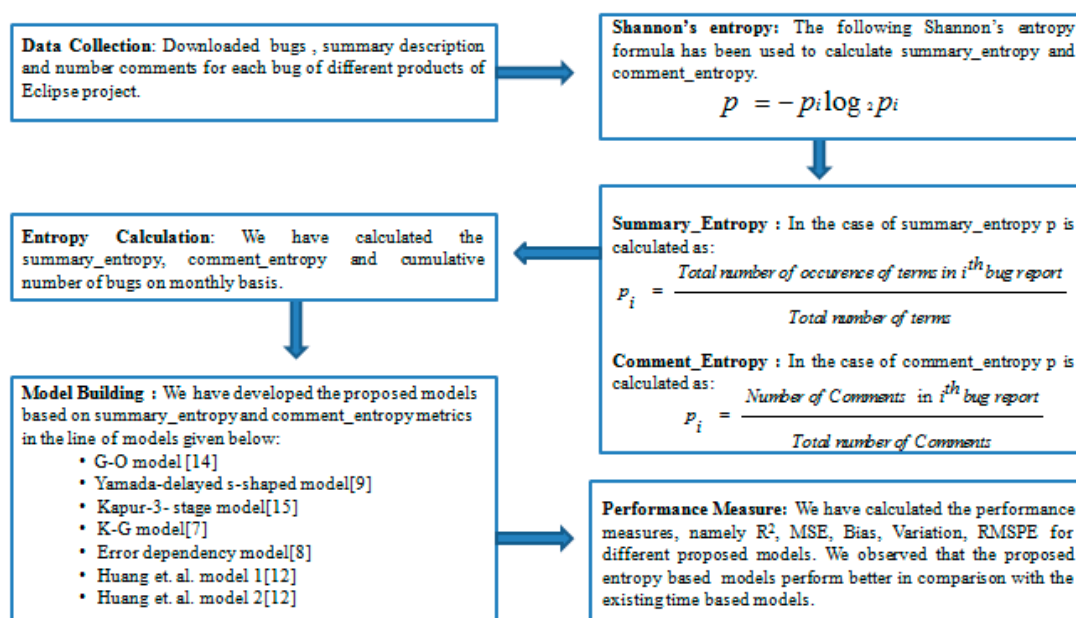 Data Collection: Downloaded bugs , summary description
and number comments for each bug of different products of
Eclipse project.
Shannon's entropy: The following Shannon's entropy
formula has been used to calculate summary_entropy and
comment_entropy.
p = − pi log 2 pi
Summary_Entropy : In the case of summary_entropy p is
calculated as:
p_i = Total number of occurence of terms in i^th bug report
Total number of terms
Comment_Entropy : In the case of comment_entropy p is
calculated as:
p_i = Number of Comments in i^th bug report
Total number of Comments
Entropy Calculation: We have calculated the
summary_entropy, comment_entropy and cumulative
number of bugs on monthly basis.
Model Building : We have developed the proposed models
based on summary_entropy and comment_entropy metrics
in the line of models given below:
• G-O model [14]
• Yamada-delayed s-shaped model[9]
• Kapur-3- stage model[15]
• K-G model[7]
• Error dependency model[8]
• Huang et. al. model 1[12]
• Huang et. al. model 2[12]
Performance Measure: We have calculated the performance
measures, namely R², MSE, Bias, Variation, RMSPE for
different proposed models. We observed that the proposed
entropy based models perform better in comparison with the
existing time based models.